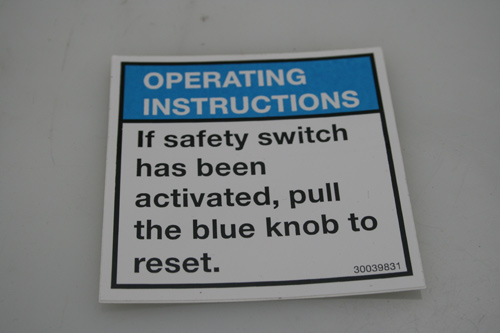 OPERATING
INSTRUCTIONS
If safety switch
has been
activated, pull
the blue knob to
reset.
30039831